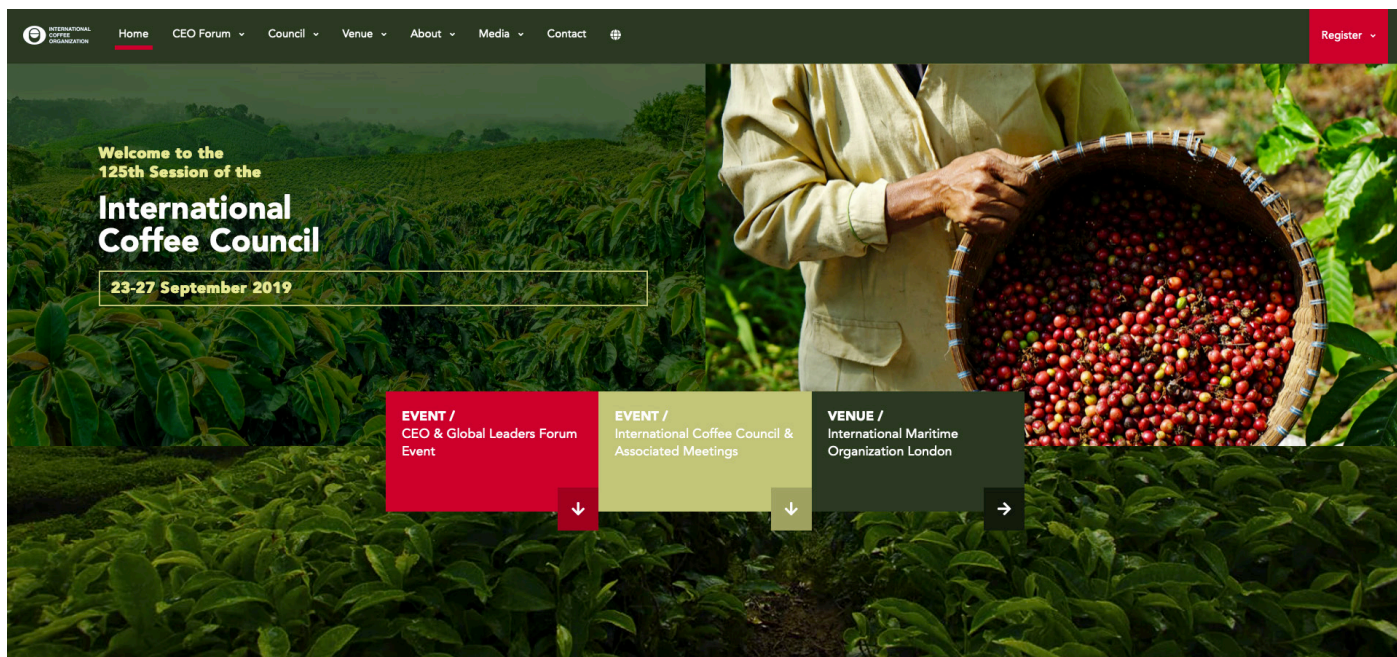 INTERNATIONAL
COFFEE
ORGANIZATION
Home
CEO Forum
Council
Venue
About
Media
Contact
Register
Welcome to the
125th Session of the
International
Coffee Council
23-27 September 2019
EVENT /
CEO & Global Leaders Forum
Event
EVENT /
International Coffee Council &
Associated Meetings
VENUE /
International Maritime
Organization London